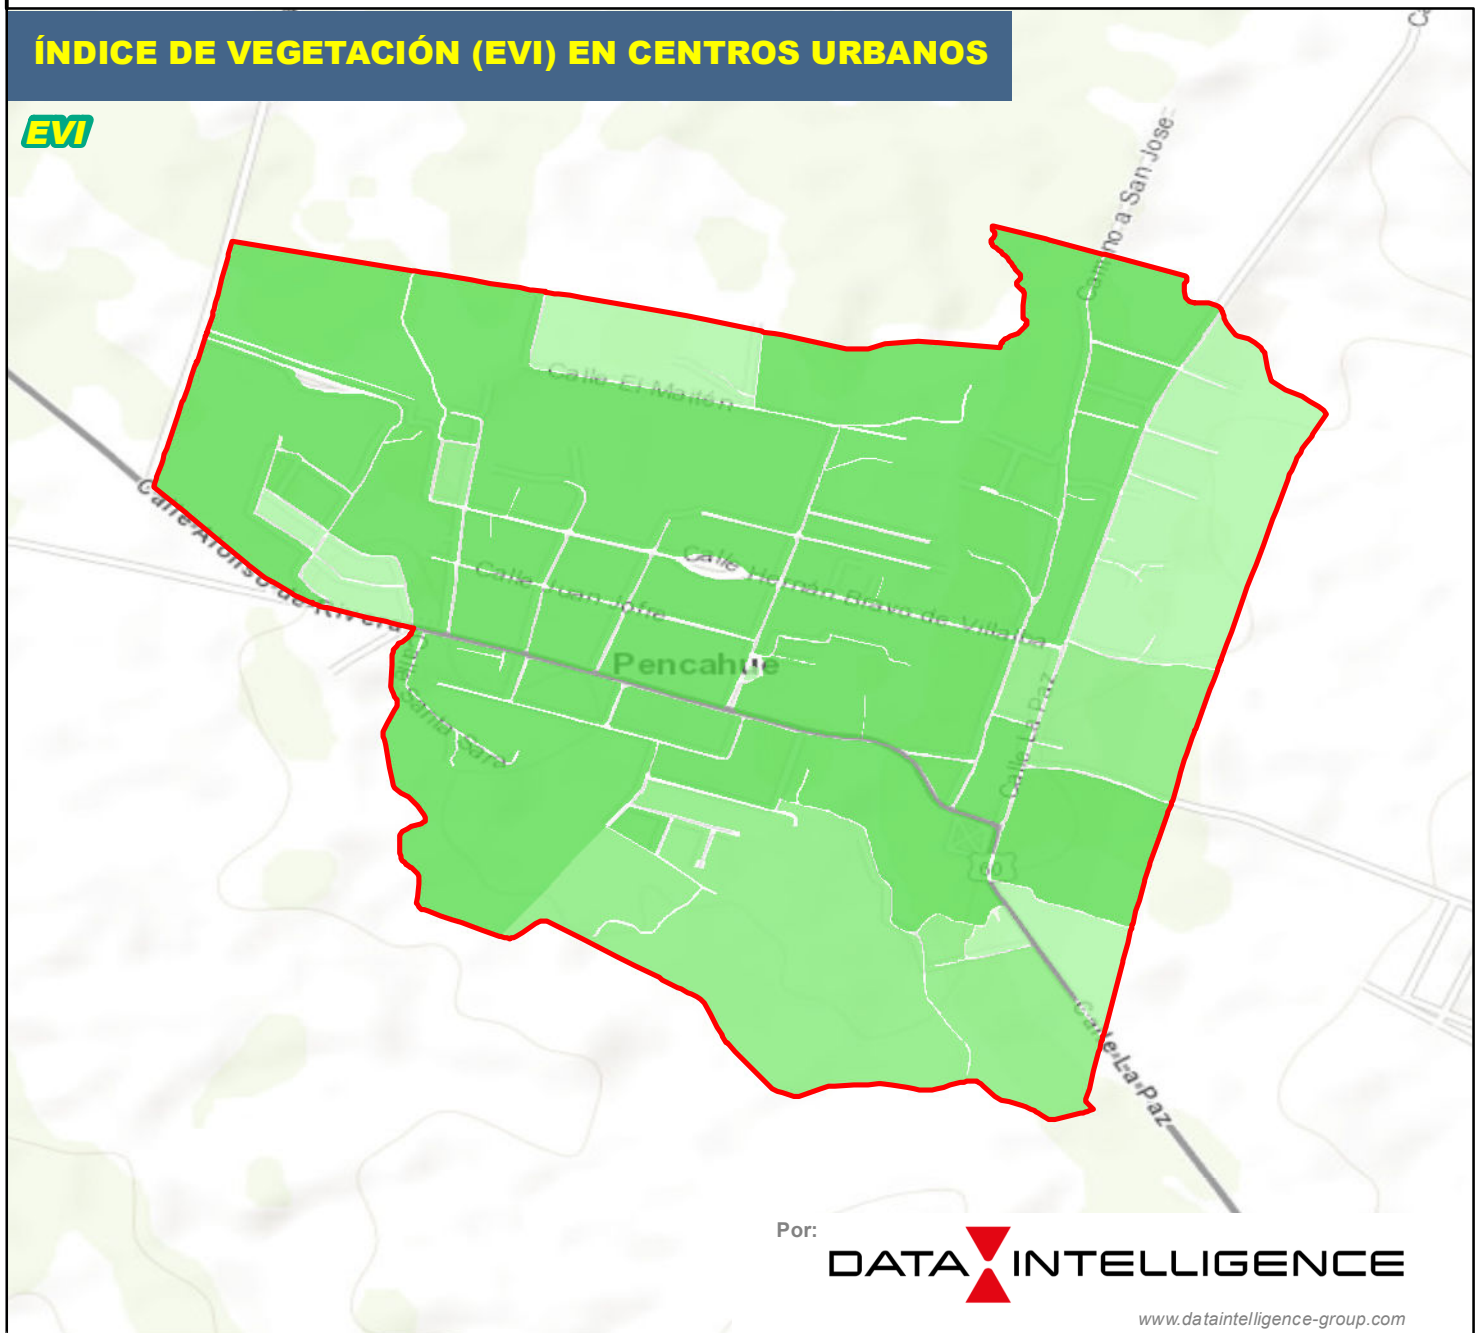 ÍNDICE DE VEGETACIÓN (EVI) EN CENTROS URBANOS
EVI
Ca
Camino a San Jose
Calle El Maitén
Calle Alonso de Rivera
Calle Juan Jofre
Calle Hernán Bravo de Villalba
Pencahue
Calle Santa Sara
Calle La Paz
60
Calle La Paz
Por:
DATA INTELLIGENCE
www.dataintelligence-group.com